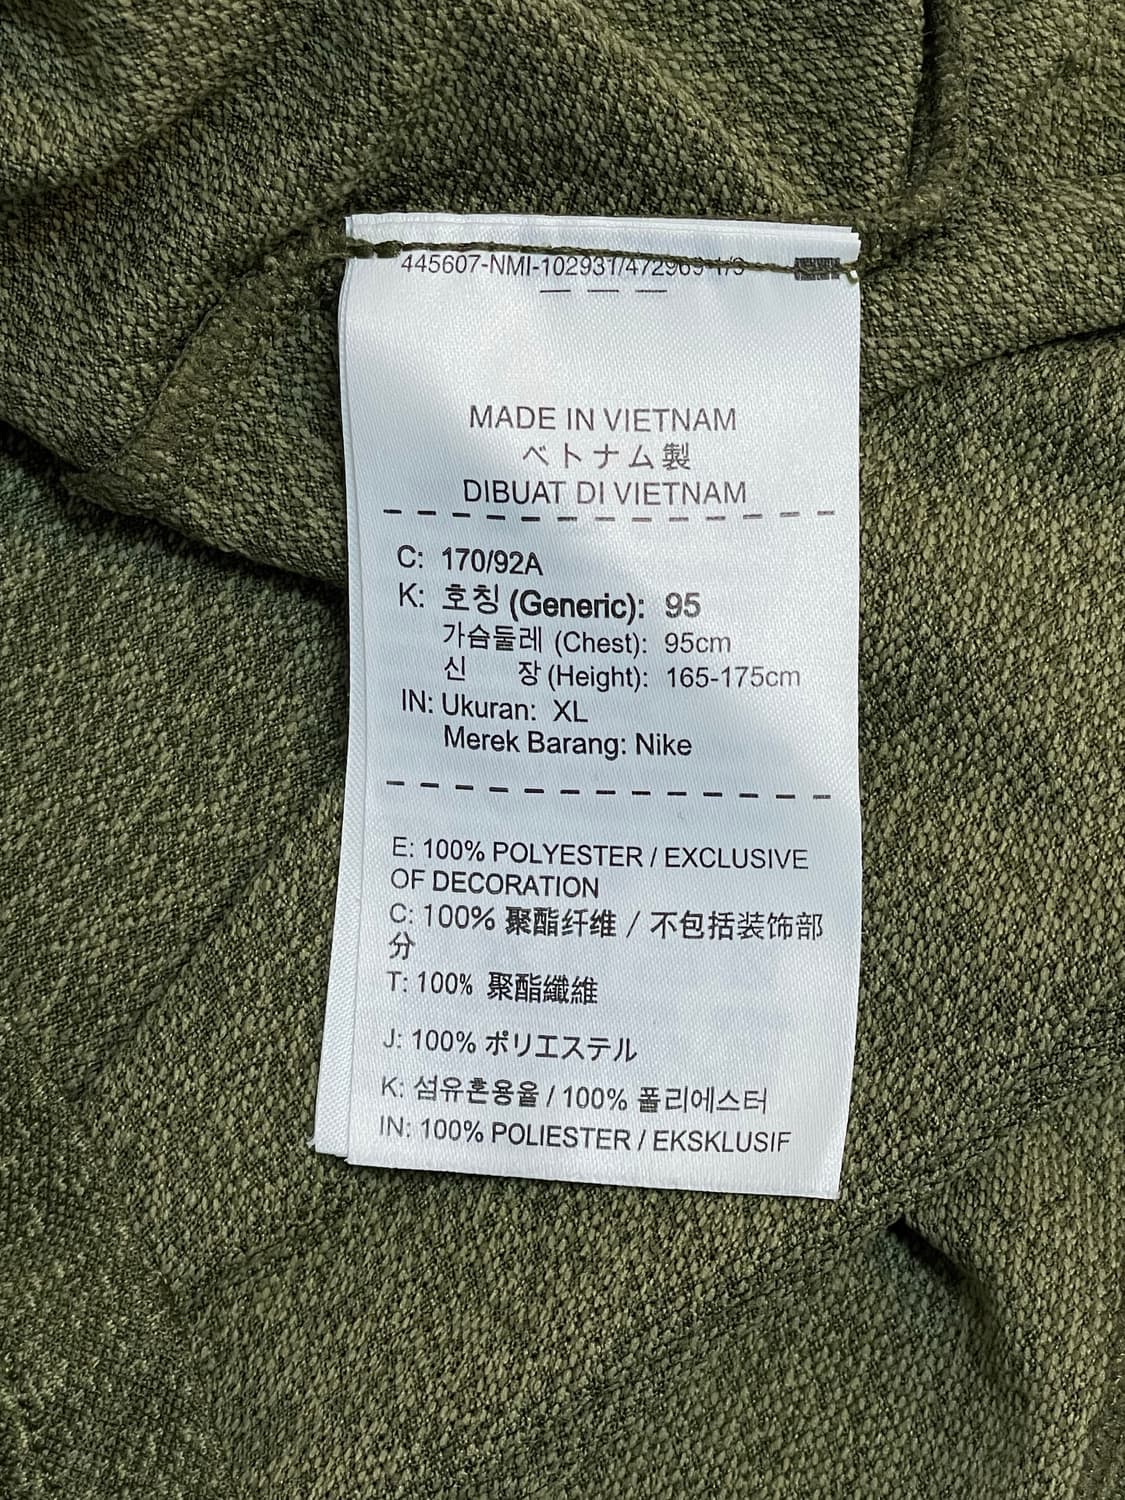 445607-NMI-102931/472969-1/3
MADE IN VIETNAM
ベトナム製
DIBUAT DI VIETNAM
C: 170/92A
K: 호칭 (Generic): 95
가슴둘레 (Chest): 95cm
신 장 (Height): 165-175cm
IN: Ukuran: XL
Merek Barang: Nike
E: 100% POLYESTER / EXCLUSIVE
OF DECORATION
C: 100% 聚酯纤维 / 不包括装饰部
分
T: 100% 聚酯纖維
J: 100% ポリエステル
K: 섬유혼용율 / 100% 폴리에스터
IN: 100% POLIESTER / EKSKLUSIF